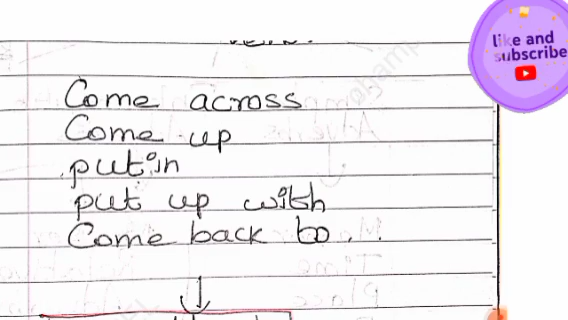 like and
subscribe
Come across
Come up
put in
put up with
Come back to..